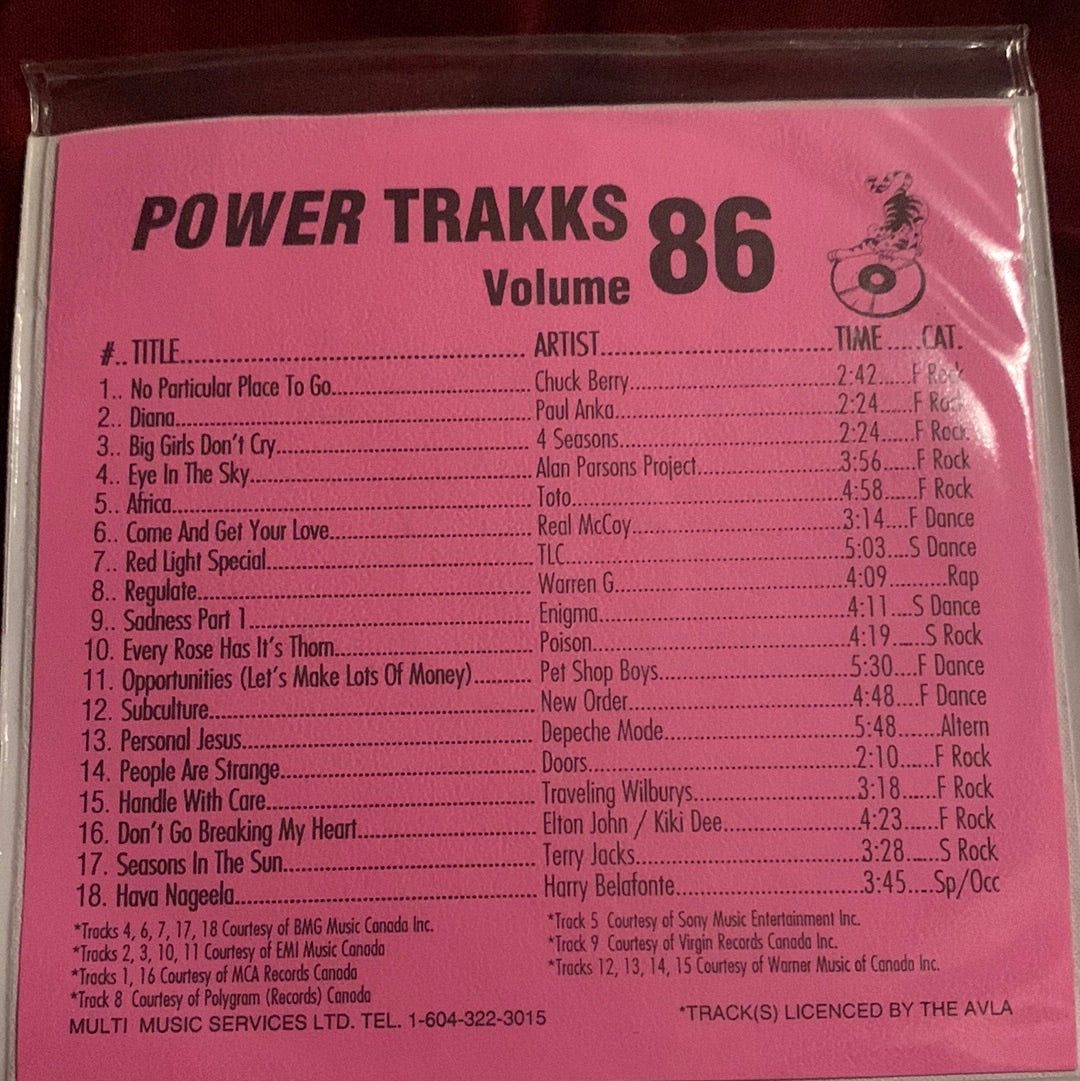 POWER TRAKKS 86
Volume
#.. TITLE.......... ARTIST.......... TIME.....CAT.
1.. No Particular Place To Go.......... Chuck Berry..........2:42.....F Rock
2.. Diana.......... Paul Anka..........2:24.....F Rock
3.. Big Girls Don't Cry.......... 4 Seasons..........2:24.....F Rock
4.. Eye In The Sky.......... Alan Parsons Project..........3:56.....F Rock
5.. Africa.......... Toto..........4:58.....F Rock
6.. Come And Get Your Love.......... Real McCoy..........3:14....F Dance
7.. Red Light Special.......... TLC..........5:03....S Dance
8.. Regulate.......... Warren G..........4:09..........Rap
9.. Sadness Part 1.......... Enigma..........4:11....S Dance
10. Every Rose Has It's Thorn.......... Poison..........4:19.....S Rock
11. Opportunities (Let's Make Lots Of Money).......... Pet Shop Boys..........5:30....F Dance
12. Subculture.......... New Order..........4:48....F Dance
13. Personal Jesus.......... Depeche Mode..........5:48.......Altern
14. People Are Strange.......... Doors..........2:10......F Rock
15. Handle With Care.......... Traveling Wilburys..........3:18......F Rock
16. Don't Go Breaking My Heart.......... Elton John / Kiki Dee..........4:23......F Rock
17. Seasons In The Sun.......... Terry Jacks..........3:28.....S Rock
18. Hava Nageela.......... Harry Belafonte..........3:45....Sp/Occ
*Tracks 4, 6, 7, 17, 18 Courtesy of BMG Music Canada Inc.
*Tracks 2, 3, 10, 11 Courtesy of EMI Music Canada
*Tracks 1, 16 Courtesy of MCA Records Canada
*Track 8 Courtesy of Polygram (Records) Canada
*Track 5 Courtesy of Sony Music Entertainment Inc.
*Track 9 Courtesy of Virgin Records Canada Inc.
*Tracks 12, 13, 14, 15 Courtesy of Warner Music of Canada Inc.
MULTI MUSIC SERVICES LTD. TEL. 1-604-322-3015
*TRACK(S) LICENCED BY THE AVLA